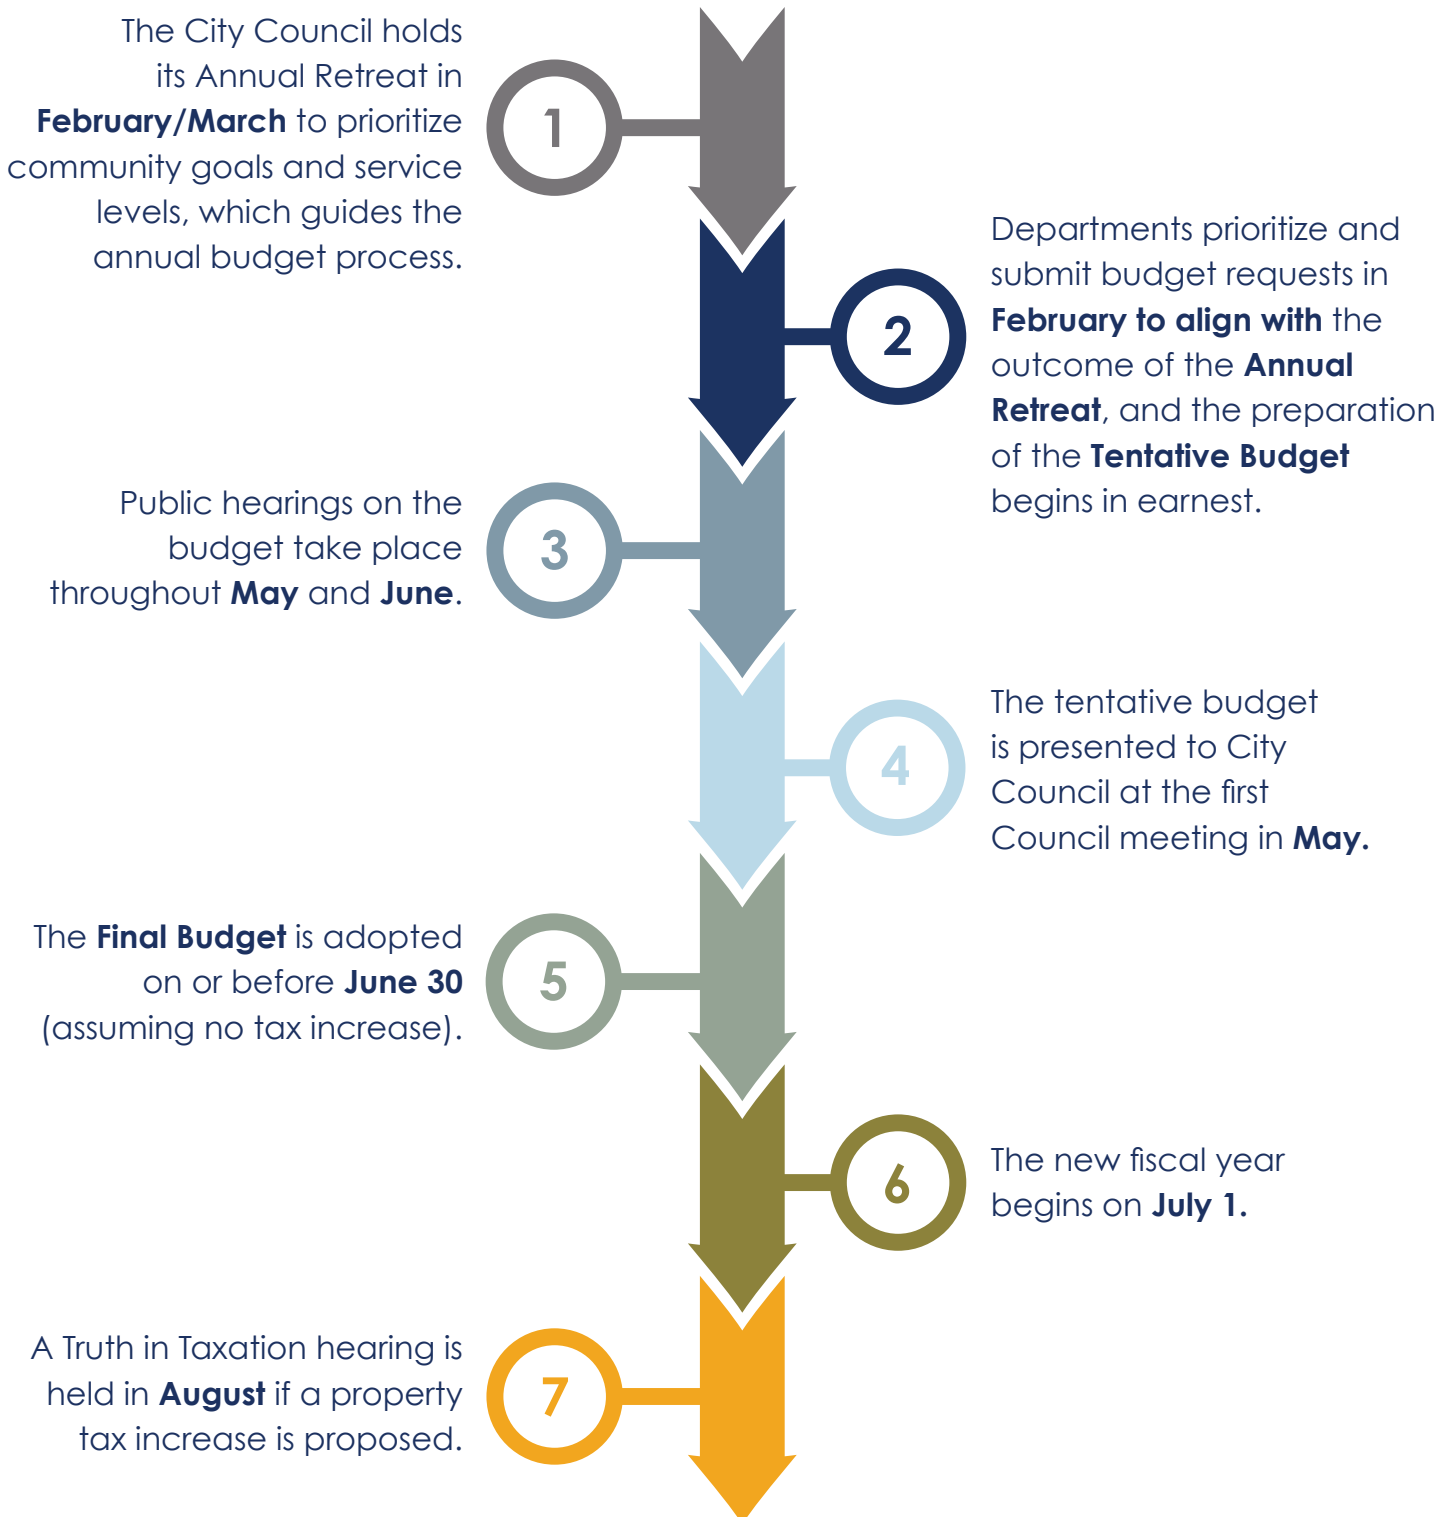 The City Council holds
its Annual Retreat in
February/March to prioritize
community goals and service
levels, which guides the
annual budget process.
1
2
Departments prioritize and
submit budget requests in
February to align with the
outcome of the Annual
Retreat, and the preparation
of the Tentative Budget
begins in earnest.
Public hearings on the
budget take place
throughout May and June.
3
4
The tentative budget
is presented to City
Council at the first
Council meeting in May.
The Final Budget is adopted
on or before June 30
(assuming no tax increase).
5
6
The new fiscal year
begins on July 1.
A Truth in Taxation hearing is
held in August if a property
tax increase is proposed.
7